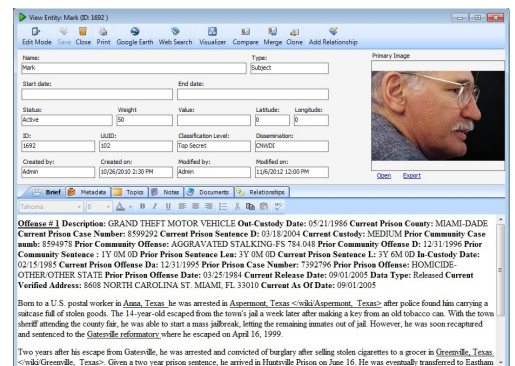 View Entity: Mark (ID: 1692 )
Edit Mode Save Close Print Google Earth Web Search Visualizer Compare Merge Clone Add Relationship
Name: Type: Primary Image
Mark Subject
Start date: End date:
Status: Weight Value: Latitude: Longitude:
Active 50 0 0
ID: UUID: Classification Level: Dissemination:
1692 102 Top Secret CNWDI
Created by: Created on: Modified by: Modified on:
Admin 10/26/2010 2:30 PM Admin 11/6/2012 12:00 PM
Open Export
Brief Metadata Topics Notes Documents Relationships
Tahoma 8 A B I U
Offense # 1 Description: GRAND THEFT MOTOR VEHICLE Out-Custody Date: 05/21/1986 Current Prison County: MIAMI-DADE
Current Prison Case Number: 8599292 Current Prison Sentence D: 03/18/2004 Current Custody: MEDIUM Prior Cummunity Case
numb: 8594978 Prior Community Offense: AGGRAVATED STALKING-FS 784.048 Prior Community Offense D: 12/31/1996 Prior
Community Sentence : 1Y 0M 0D Prior Prison Sentence Len: 3Y 0M 0D Current Prison Sentence L: 3Y 6M 0D In-Custody Date:
02/15/1985 Current Prison Offense Da: 12/31/1995 Prior Prison Case Number: 7392796 Prior Prison Offense: HOMICIDE-
OTHER/OTHER STATE Prior Prison Offense Date: 03/25/1984 Current Release Date: 09/01/2005 Data Type: Released Current
Verified Address: 8608 NORTH CAROLINA ST. MIAMI, FL 33010 Current As Of Date: 09/01/2005
Born to a U.S. postal worker in Anna, Texas he was arrested in Aspermont, Texas </wiki/Aspermont,_Texas> after police found him carrying a
suitcase full of stolen goods. The 14-year-old escaped from the town's jail a week later after making a key from an old tobacco can. With the town
sheriff attending the county fair, he was able to start a mass jailbreak, letting the remaining inmates out of jail. However, he was soon recaptured
and sentenced to the Gatesville reformatory where he escaped on April 16, 1999.
Two years after his escape from Gatesville, he was arrested and convicted of burglary after selling stolen cigarettes to a grocer in Greenville, Texas
</wiki/Greenville,_Texas>. Given a two year prison sentence, he arrived in Huntsville Prison on June 16. He was eventually transferred to Eastham